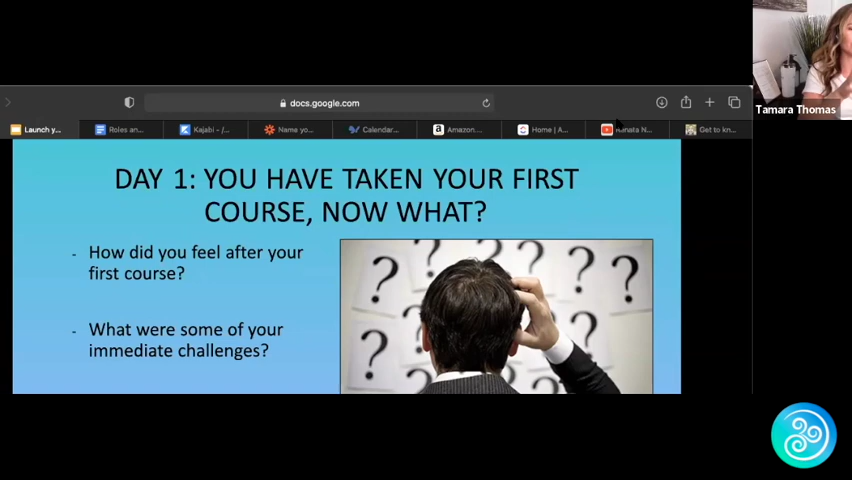 Tamara Thomas
docs.google.com
Launch y...
Roles an...
Kajabi – /...
Name yo...
Calendar...
Amazon...
Home | A...
Get to kn...
DAY 1: YOU HAVE TAKEN YOUR FIRST
COURSE, NOW WHAT?
- How did you feel after your
first course?
- What were some of your
immediate challenges?
? ? ? ? ? ? ? ? ?